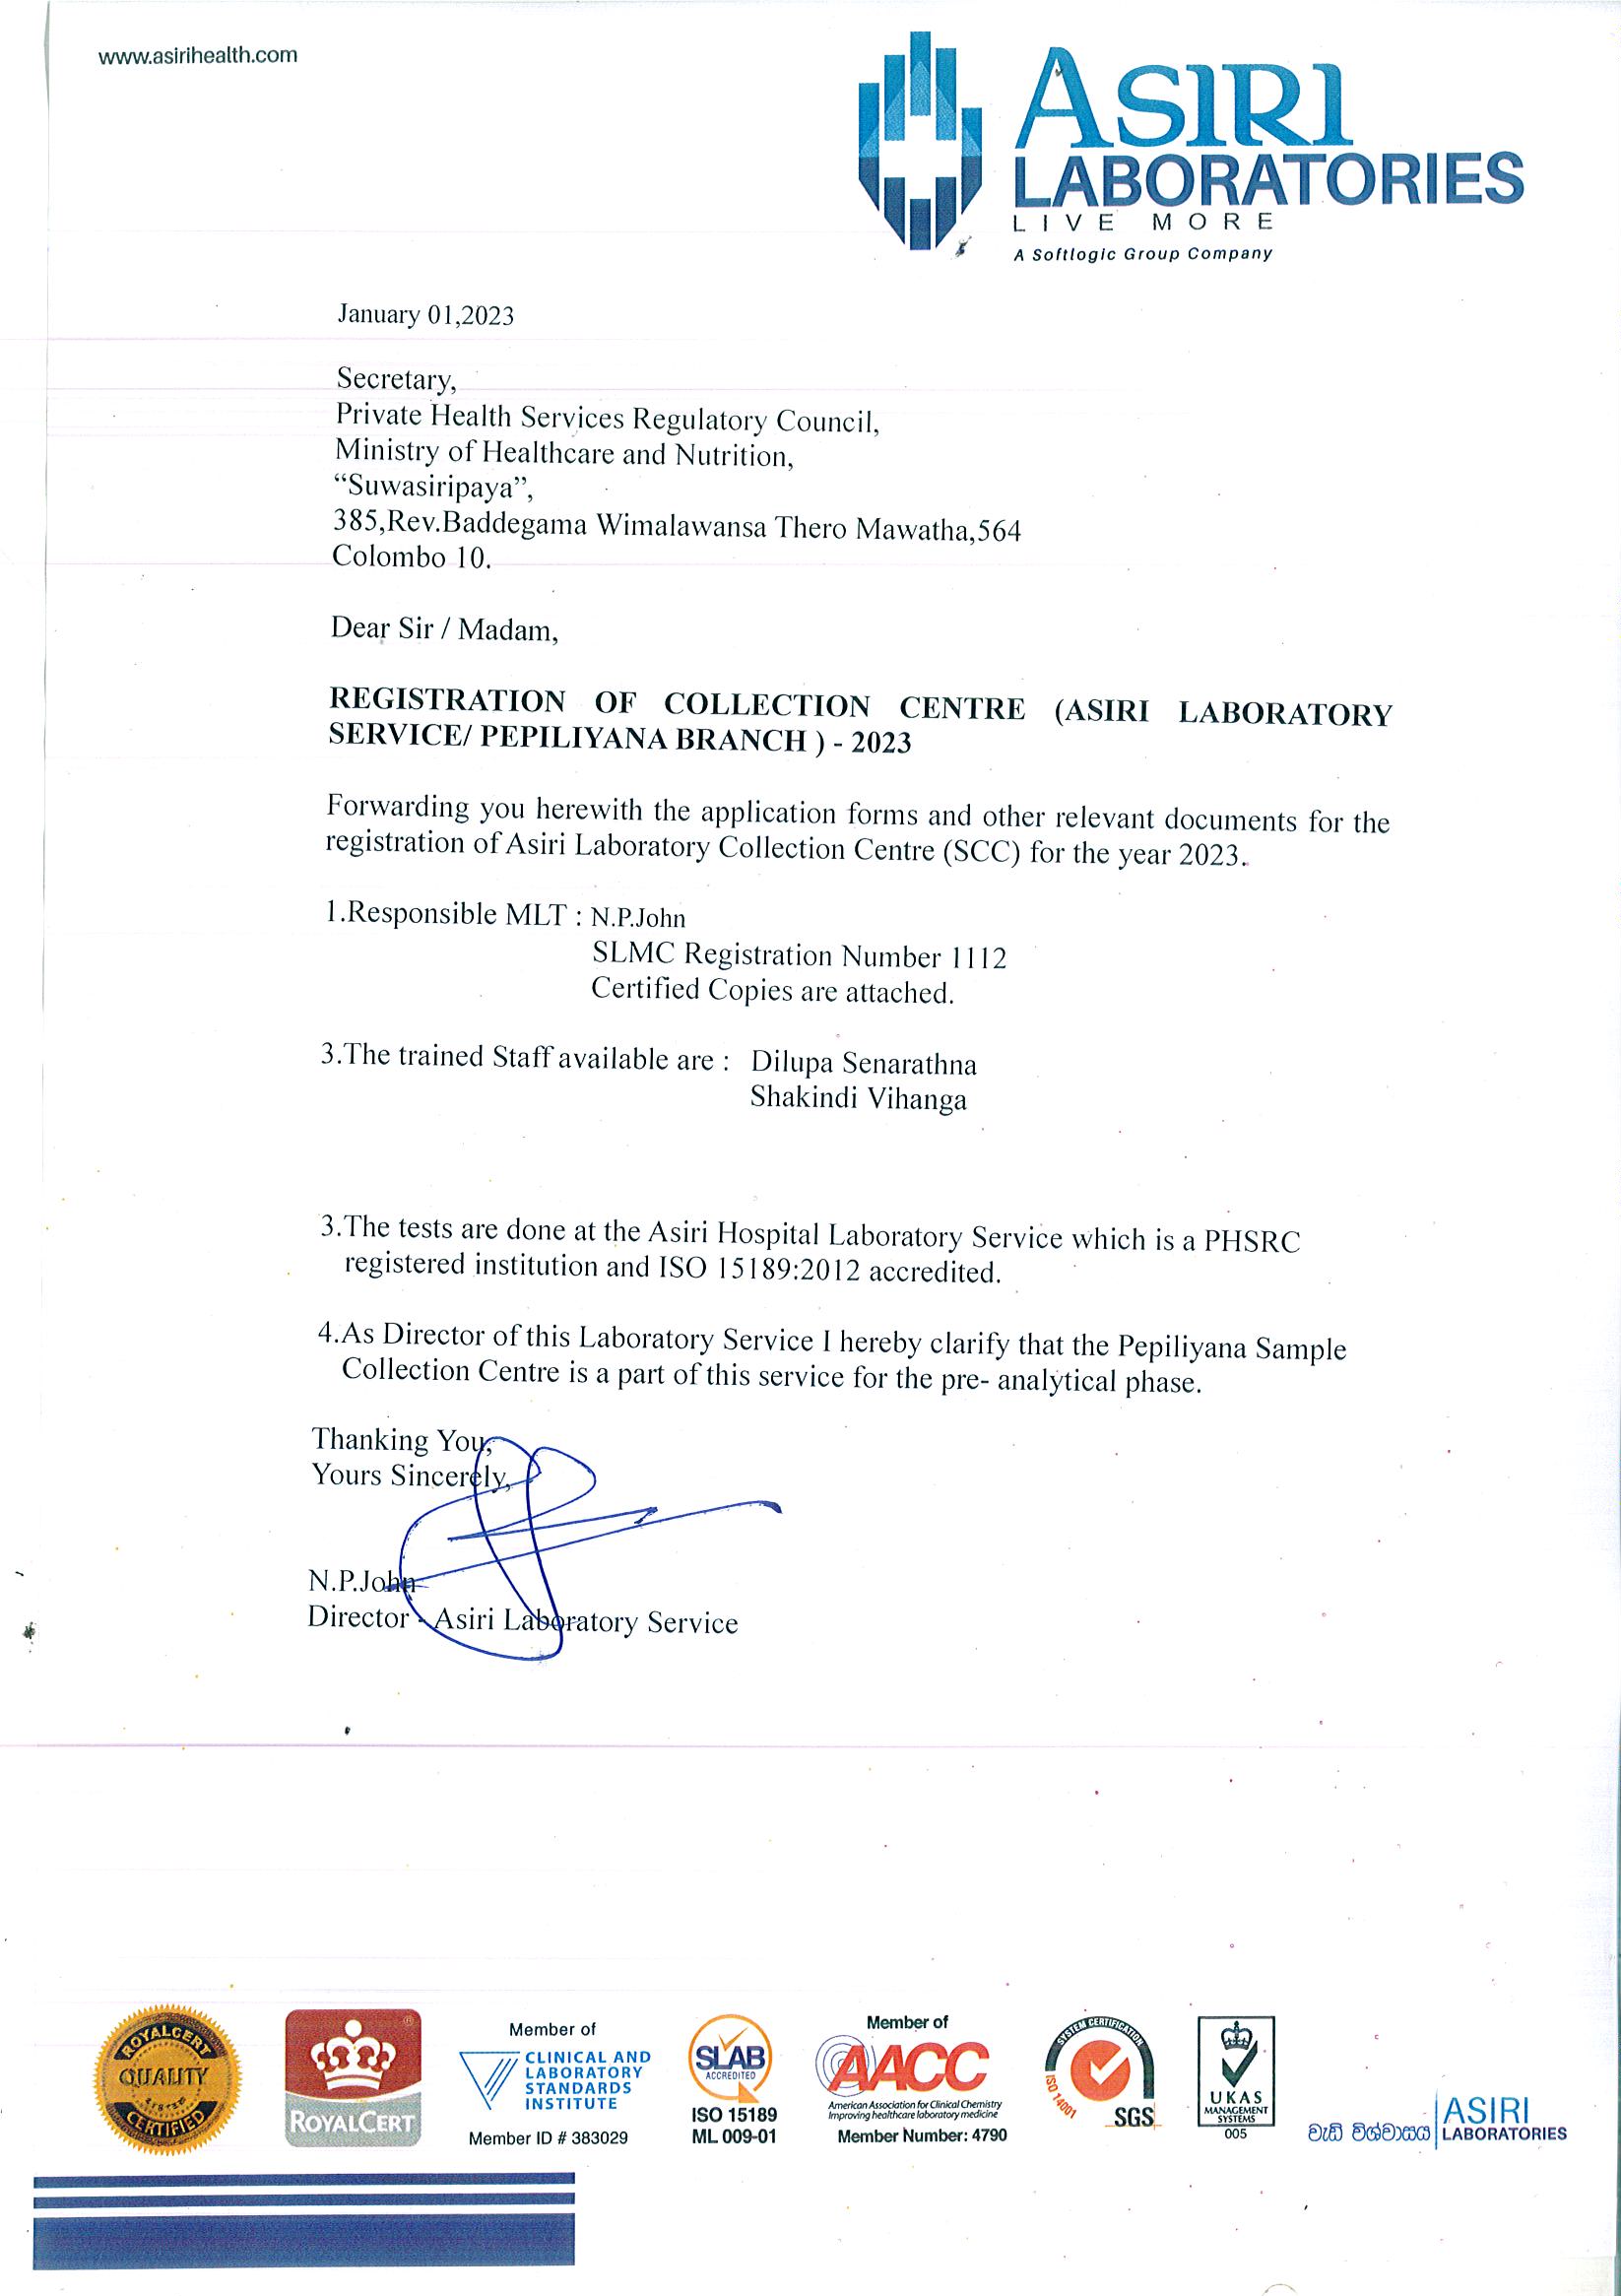 www.asirihealth.com
ASIRI
LABORATORIES
LIVE MORE
A Softlogic Group Company
January 01,2023
Secretary,
Private Health Services Regulatory Council,
Ministry of Healthcare and Nutrition,
“Suwasiripaya”,
385,Rev.Baddegama Wimalawansa Thero Mawatha,564
Colombo 10.
Dear Sir / Madam,
REGISTRATION OF COLLECTION CENTRE (ASIRI LABORATORY
SERVICE/ PEPILIYANA BRANCH ) - 2023
Forwarding you herewith the application forms and other relevant documents for the
registration of Asiri Laboratory Collection Centre (SCC) for the year 2023.
1.Responsible MLT : N.P.John
SLMC Registration Number 1112
Certified Copies are attached.
3.The trained Staff available are : Dilupa Senarathna
Shakindi Vihanga
3.The tests are done at the Asiri Hospital Laboratory Service which is a PHSRC
registered institution and ISO 15189:2012 accredited.
4.As Director of this Laboratory Service I hereby clarify that the Pepiliyana Sample
Collection Centre is a part of this service for the pre- analytical phase.
Thanking You,
Yours Sincerely,
N.P.John
Director - Asiri Laboratory Service
ROYALCERT
QUALITY
CERTIFIED
ROYALCERT
Member of
CLINICAL AND
LABORATORY
STANDARDS
INSTITUTE
Member ID # 383029
SLAB
ACCREDITED
ISO 15189
ML 009-01
Member of
AACC
American Association for Clinical Chemistry
Improving healthcare laboratory medicine
Member Number: 4790
SYSTEM CERTIFICATION
ISO 14001
SGS
UKAS
MANAGEMENT
SYSTEMS
005
වැඩි විශ්වාසය
ASIRI
LABORATORIES